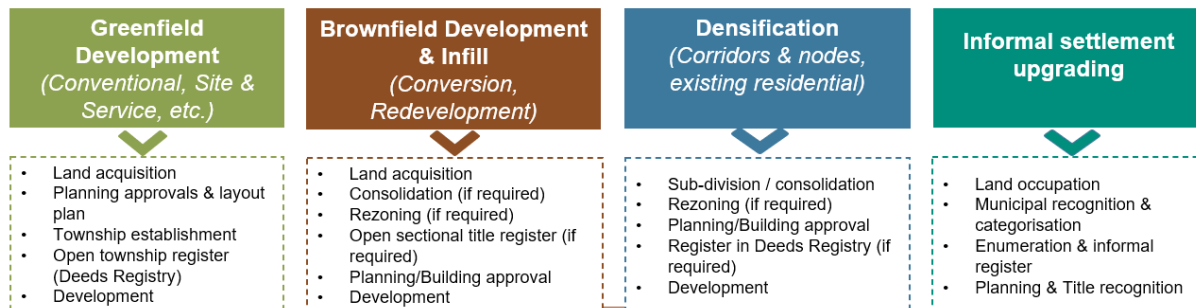 Greenfield
Development
(Conventional, Site &
Service, etc.)
• Land acquisition
• Planning approvals & layout
plan
• Township establishment
• Open township register
(Deeds Registry)
• Development
Brownfield Development
& Infill
(Conversion,
Redevelopment)
• Land acquisition
• Consolidation (if required)
• Rezoning (if required)
• Open sectional title register (if
required)
• Planning/Building approval
• Development
Densification
(Corridors & nodes,
existing residential)
• Sub-division / consolidation
• Rezoning (if required)
• Planning/Building approval
• Register in Deeds Registry (if
required)
• Development
Informal settlement
upgrading
• Land occupation
• Municipal recognition &
categorisation
• Enumeration & informal
register
• Planning & Title recognition